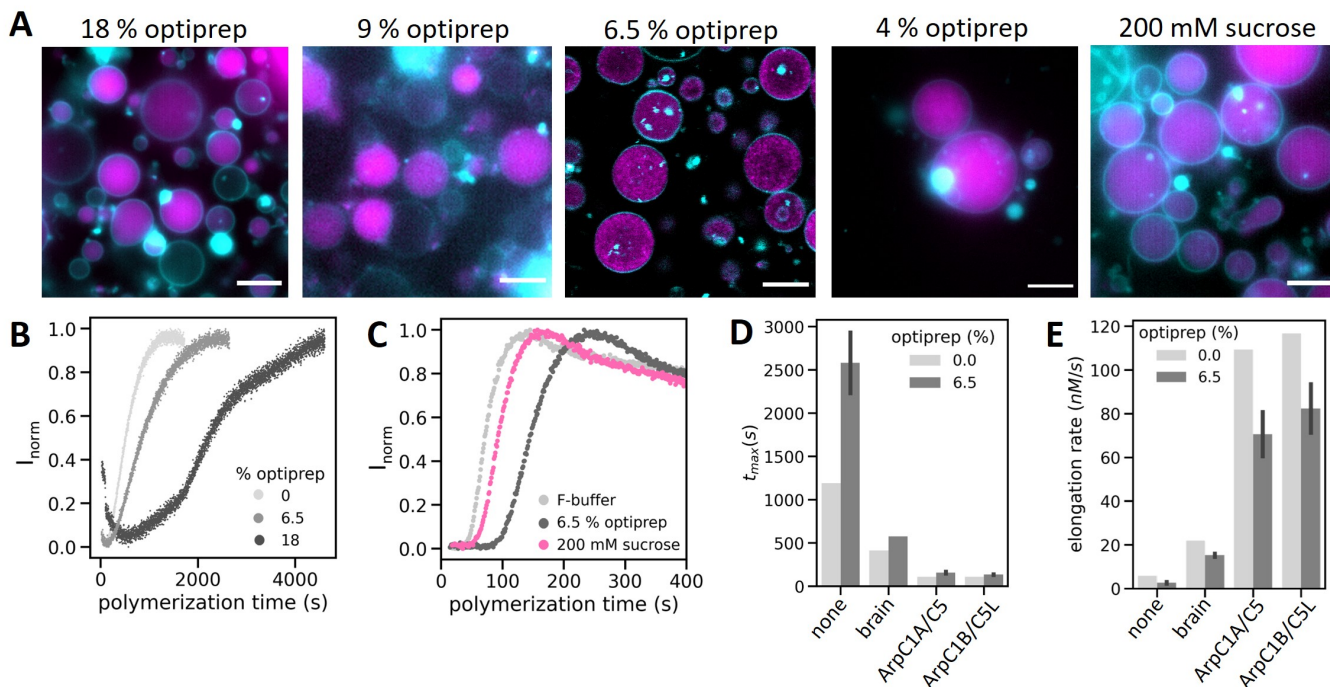 A
18 % optiprep
9 % optiprep
6.5 % optiprep
4 % optiprep
200 mM sucrose
B
1.0
0.8
0.6
0.4
0.2
0.0
I_norm
% optiprep
0
6.5
18
0
2000
4000
polymerization time (s)
C
1.0
0.8
0.6
0.4
0.2
0.0
I_norm
F-buffer
6.5 % optiprep
200 mM sucrose
0
100
200
300
400
polymerization time (s)
D
3000
2500
2000
1500
1000
500
0
t_max(s)
optiprep (%)
0.0
6.5
none
brain
ArpC1A/C5
ArpC1B/C5L
E
120
100
80
60
40
20
0
elongation rate (nM/s)
optiprep (%)
0.0
6.5
none
brain
ArpC1A/C5
ArpC1B/C5L